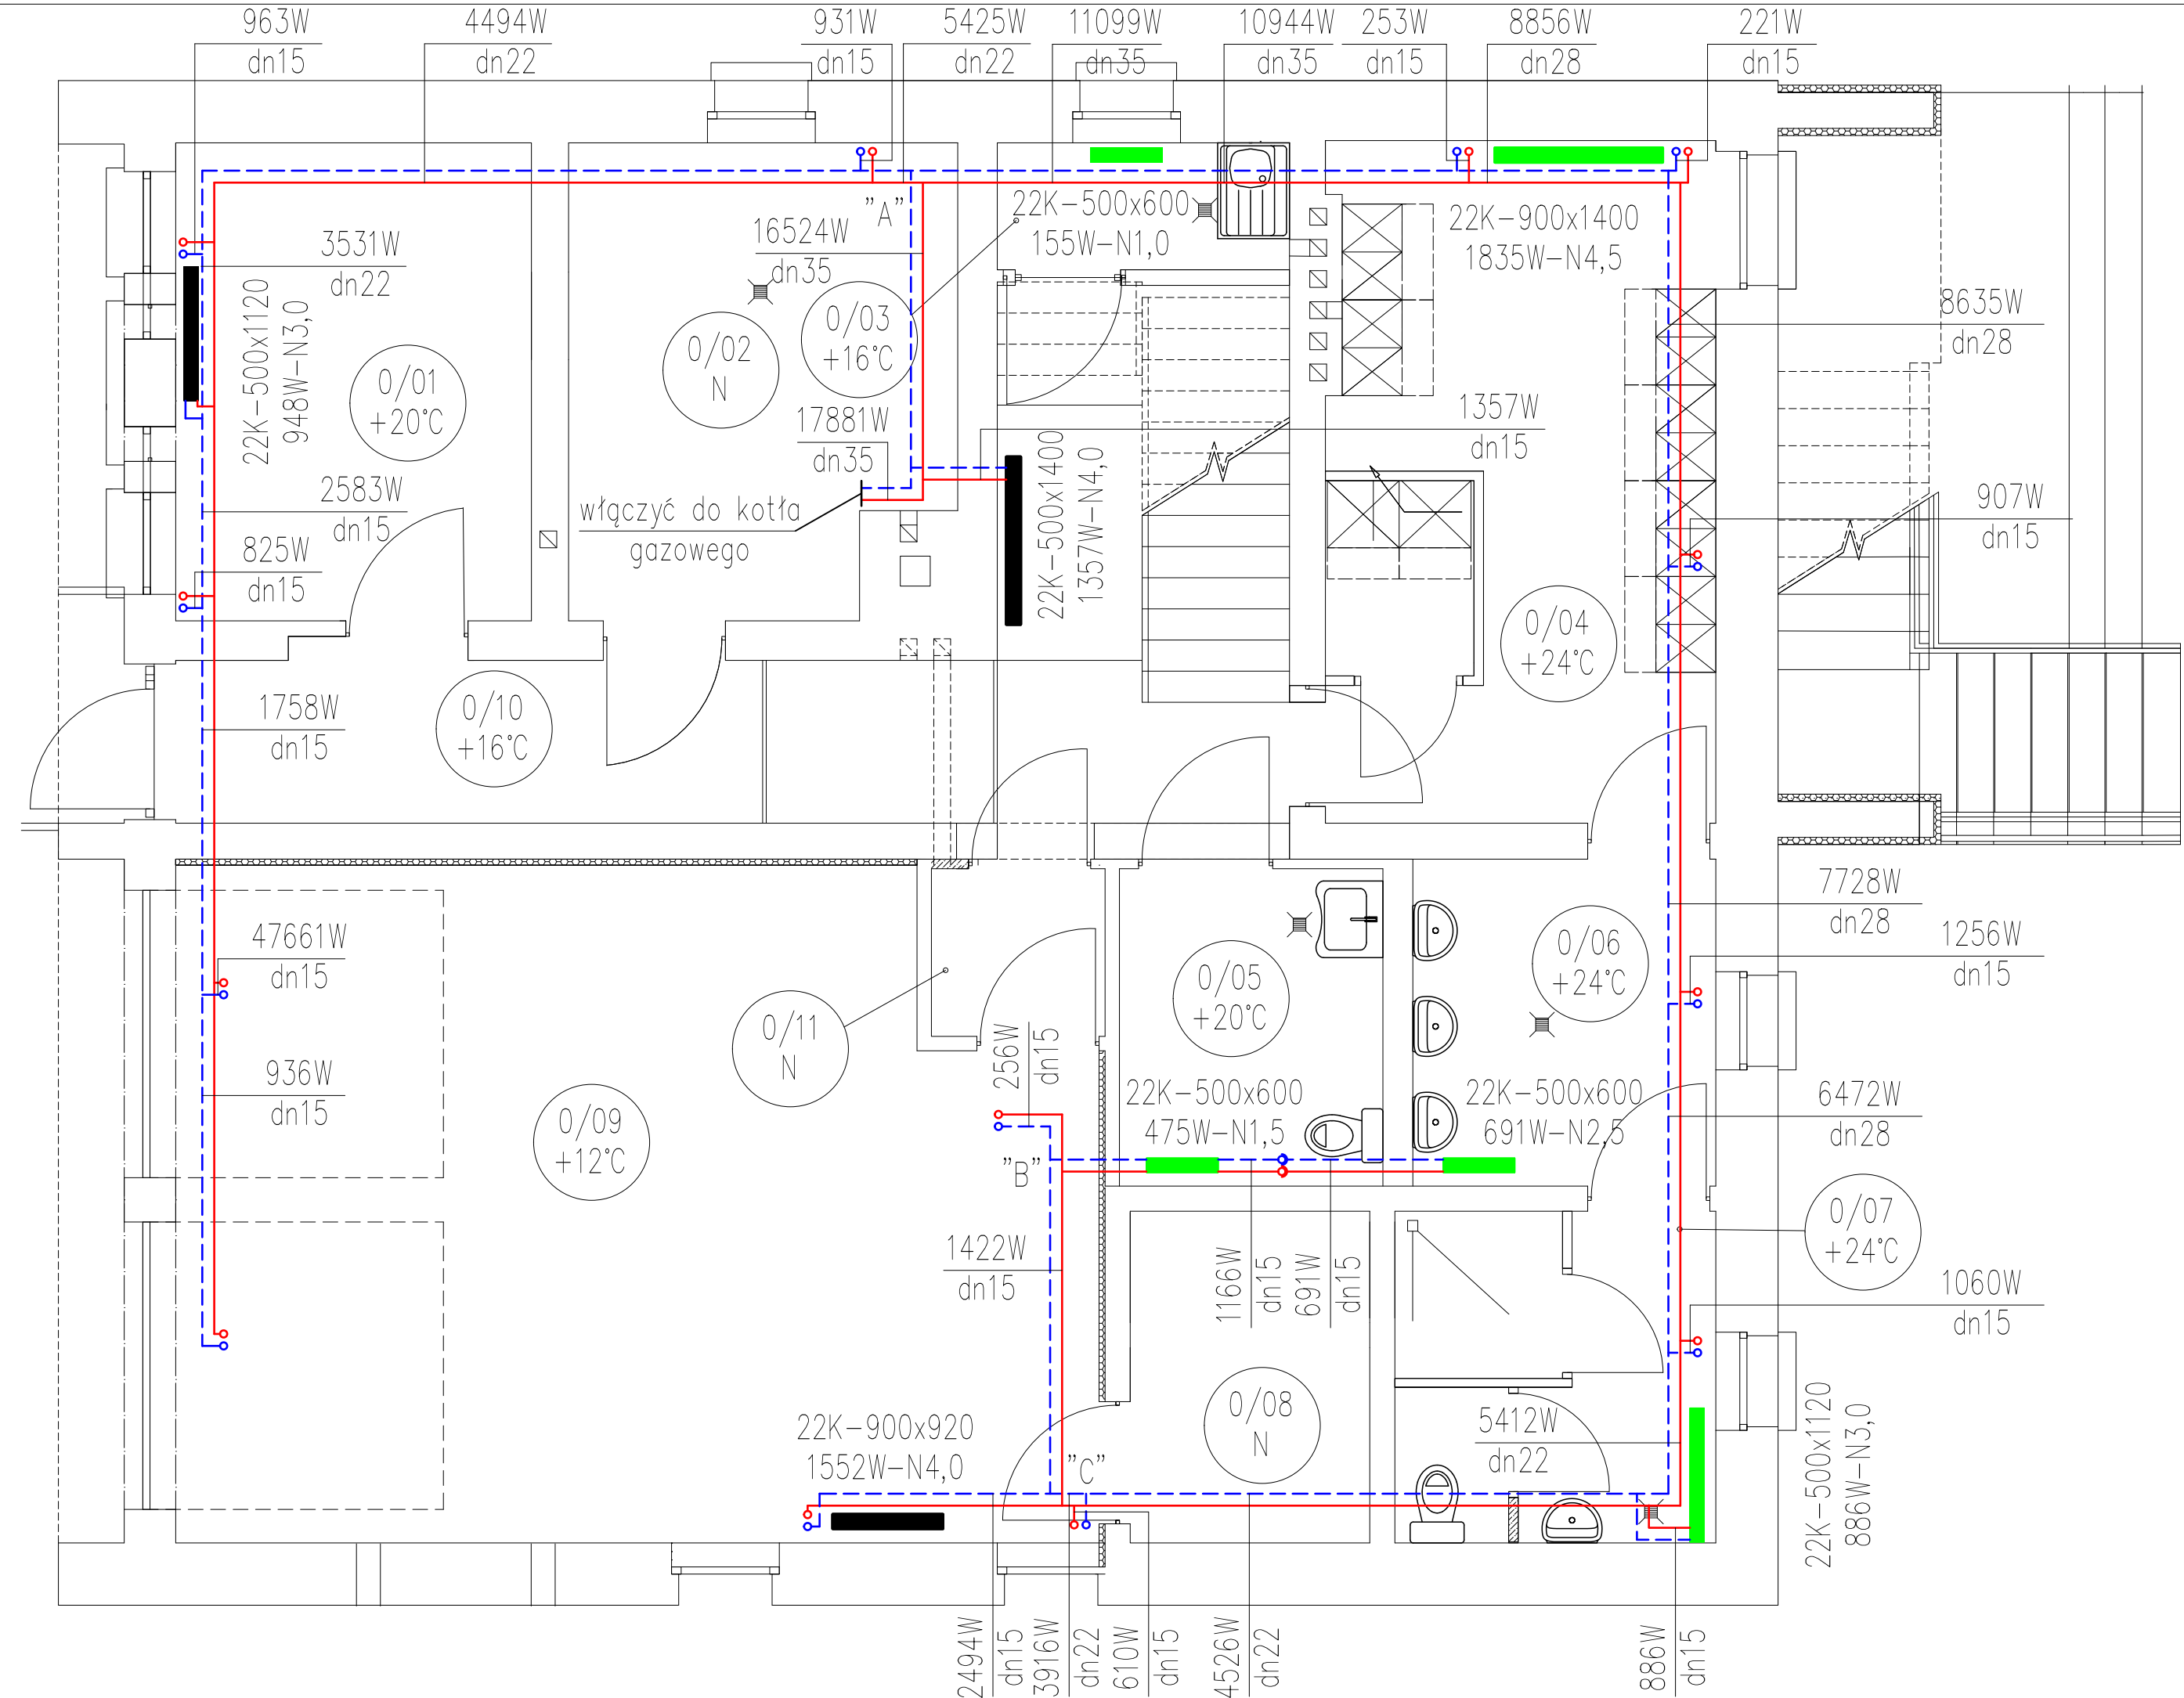 963W
dn15
4494W
dn22
931W
dn15
5425W
dn22
11099W
dn35
10944W
dn35
253W
dn15
8856W
dn28
221W
dn15
"A"
16524W
dn35
22K-500x600
155W-N1,0
22K-900x1400
1835W-N4,5
3531W
dn22
22K-500x1120
948W-N3,0
0/01
+20°C
0/02
N
0/03
+16°C
8635W
dn28
17881W
dn35
1357W
dn15
22K-500x1400
1357W-N4,0
włączyć do kotła
gazowego
2583W
dn15
825W
dn15
907W
dn15
0/04
+24°C
1758W
dn15
0/10
+16°C
7728W
dn28
47661W
dn15
1256W
dn15
0/05
+20°C
0/06
+24°C
0/11
N
256W
dn15
936W
dn15
0/09
+12°C
22K-500x600
475W-N1,5
22K-500x600
691W-N2,5
6472W
dn28
"B"
0/07
+24°C
1422W
dn15
1166W
dn15
691W
dn15
1060W
dn15
0/08
N
22K-900x920
1552W-N4,0
"C"
5412W
dn22
22K-500x1120
886W-N3,0
2494W
dn15
3916W
dn22
610W
dn15
4526W
dn22
886W
dn15